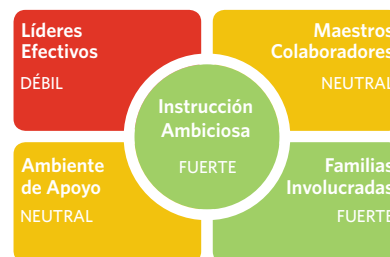 Líderes
Efectivos
DÉBIL
Maestros
Colaboradores
NEUTRAL
Instrucción
Ambiciosa
FUERTE
Ambiente
de Apoyo
NEUTRAL
Familias
Involucradas
FUERTE